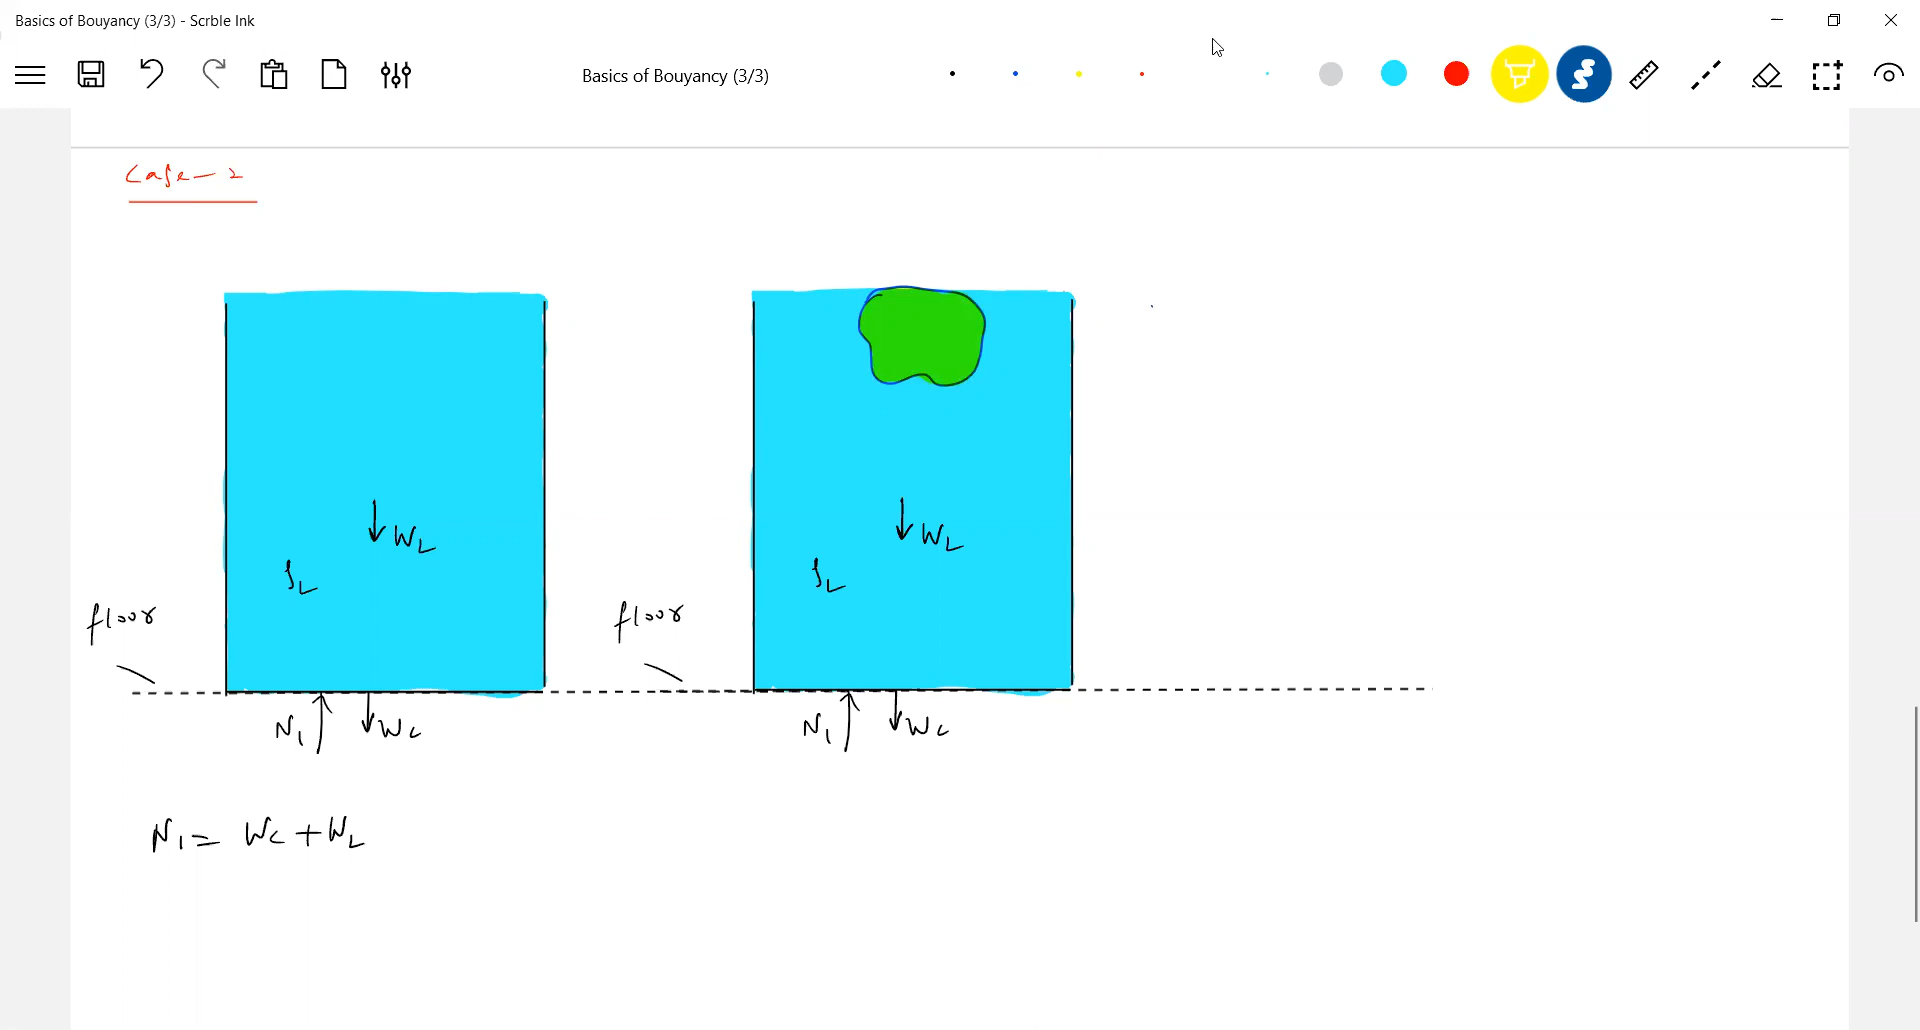 Basics of Bouyancy (3/3) - Scrble Ink
Basics of Bouyancy (3/3)
Case - 2
W_L
W_L
ρ_L
ρ_L
floor
floor
N_1
W_C
N_1
W_C
N_1 = W_C + W_L